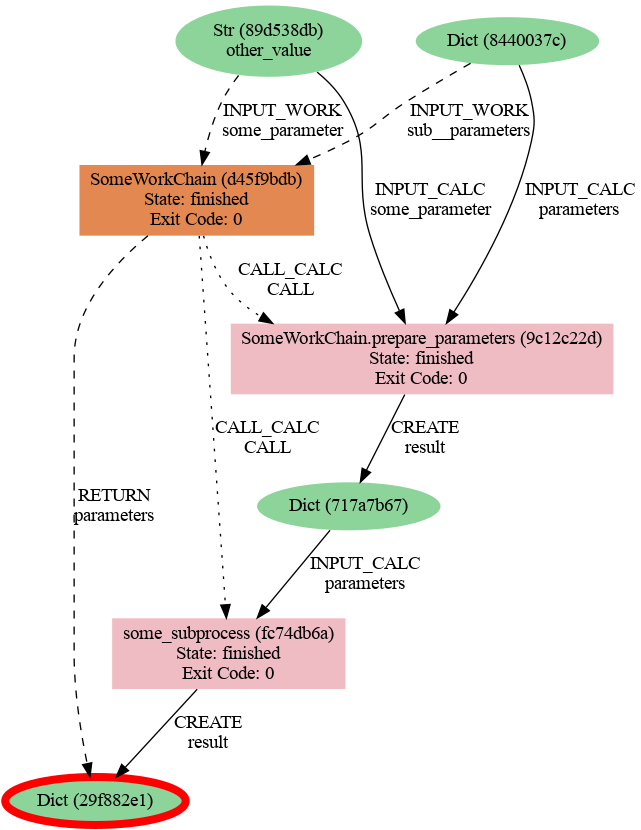 Str (89d538db)
other_value
Dict (8440037c)
INPUT_WORK
some_parameter
INPUT_WORK
sub__parameters
SomeWorkChain (d45f9bdb)
State: finished
Exit Code: 0
INPUT_CALC
some_parameter
INPUT_CALC
parameters
CALL_CALC
CALL
SomeWorkChain.prepare_parameters (9c12c22d)
State: finished
Exit Code: 0
CALL_CALC
CALL
CREATE
result
RETURN
parameters
Dict (717a7b67)
INPUT_CALC
parameters
some_subprocess (fc74db6a)
State: finished
Exit Code: 0
CREATE
result
Dict (29f882e1)